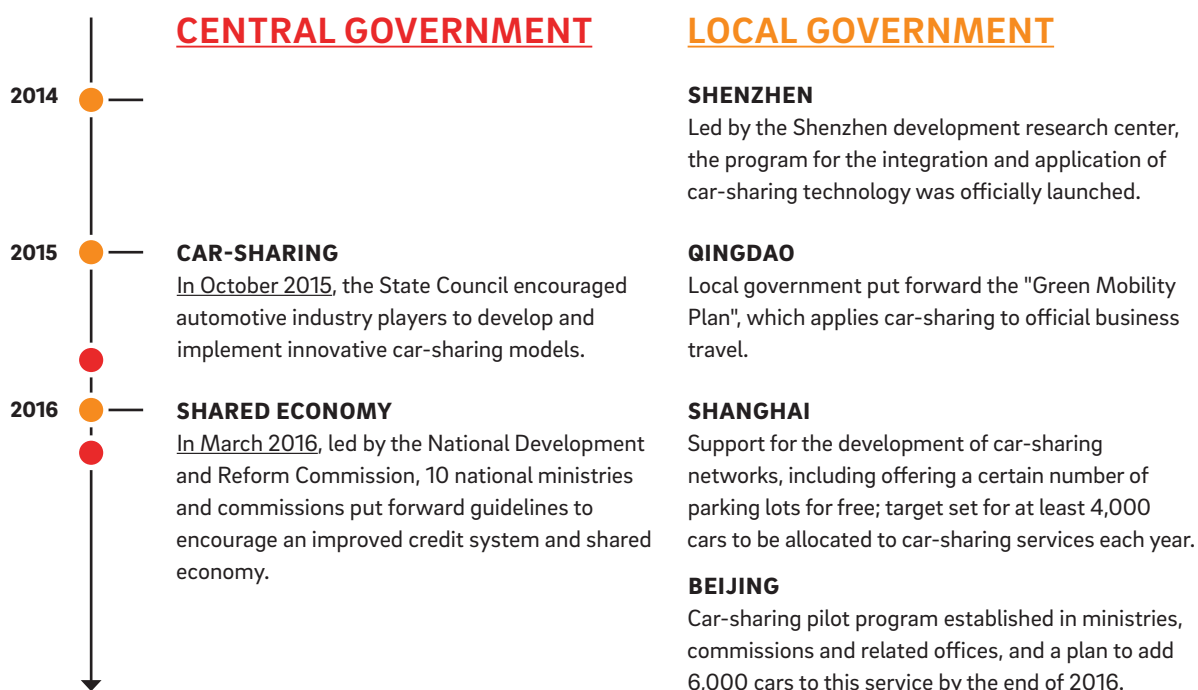 CENTRAL GOVERNMENT
LOCAL GOVERNMENT
2014
SHENZHEN
Led by the Shenzhen development research center,
the program for the integration and application of
car-sharing technology was officially launched.
2015
CAR-SHARING
In October 2015, the State Council encouraged
automotive industry players to develop and
implement innovative car-sharing models.
QINGDAO
Local government put forward the "Green Mobility
Plan", which applies car-sharing to official business
travel.
2016
SHARED ECONOMY
In March 2016, led by the National Development
and Reform Commission, 10 national ministries
and commissions put forward guidelines to
encourage an improved credit system and shared
economy.
SHANGHAI
Support for the development of car-sharing
networks, including offering a certain number of
parking lots for free; target set for at least 4,000
cars to be allocated to car-sharing services each year.
BEIJING
Car-sharing pilot program established in ministries,
commissions and related offices, and a plan to add
6,000 cars to this service by the end of 2016.